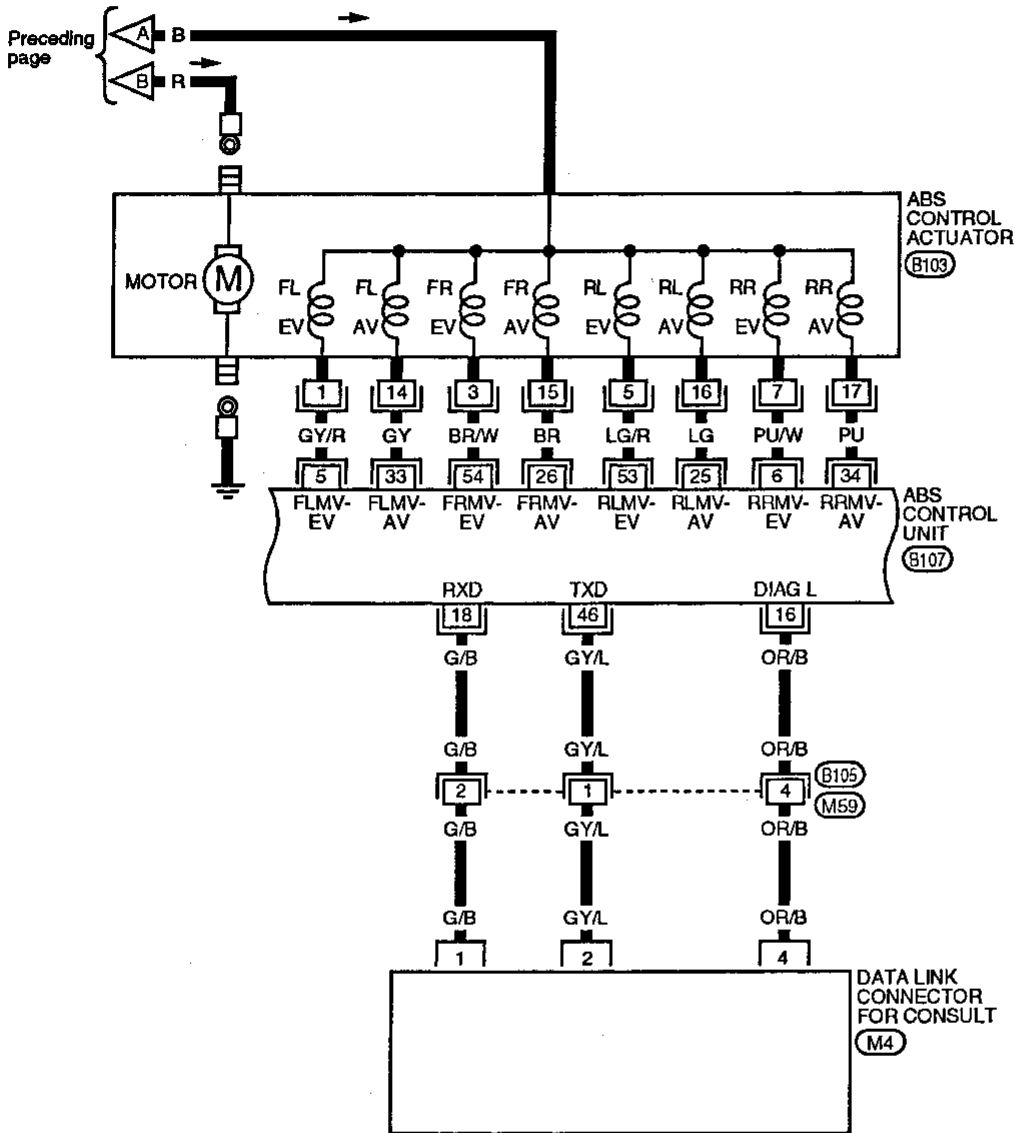 Preceding
page
A B
B R
ABS
CONTROL
ACTUATOR
B103
MOTOR M
FL FL FR FR RL RL RR RR
EV AV EV AV EV AV EV AV
1 14 3 15 5 16 7 17
GY/R GY BR/W BR LG/R LG PU/W PU
5 33 54 26 53 25 6 34
FLMV- FLMV- FRMV- FRMV- RLMV- RLMV- RRMV- RRMV-
EV AV EV AV EV AV EV AV
ABS
CONTROL
UNIT
B107
RXD TXD DIAG L
18 46 16
G/B GY/L OR/B
G/B GY/L OR/B
2 1 4
B105
M59
G/B GY/L OR/B
G/B GY/L OR/B
1 2 4
DATA LINK
CONNECTOR
FOR CONSULT
M4